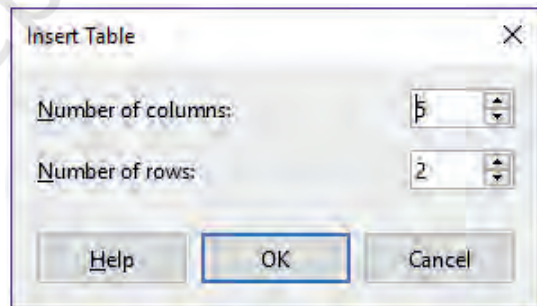 Insert Table
Number of columns: 5
Number of rows: 2
Help OK Cancel